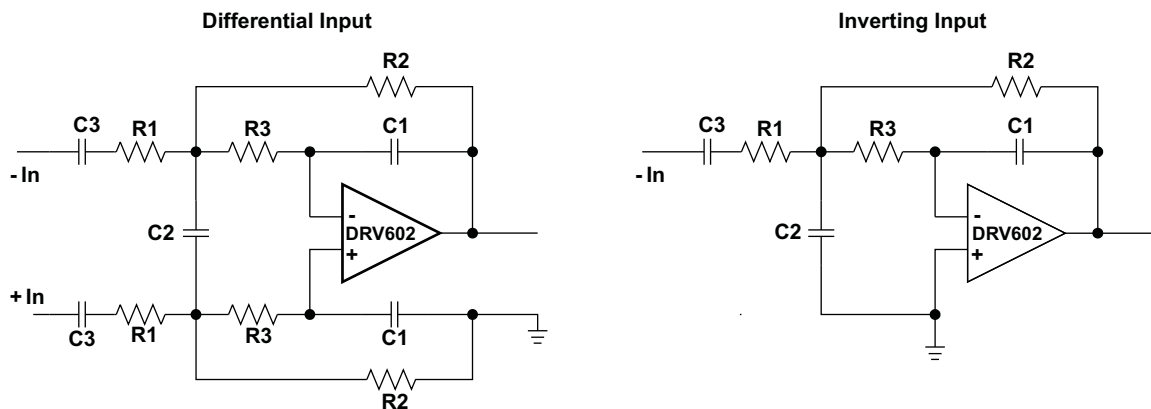 Differential Input
R2
C3
R1
R3
C1
- In
-
DRV602
+
C2
+ In
C3
R1
R3
C1
R2
Inverting Input
R2
C3
R1
R3
C1
- In
-
DRV602
+
C2